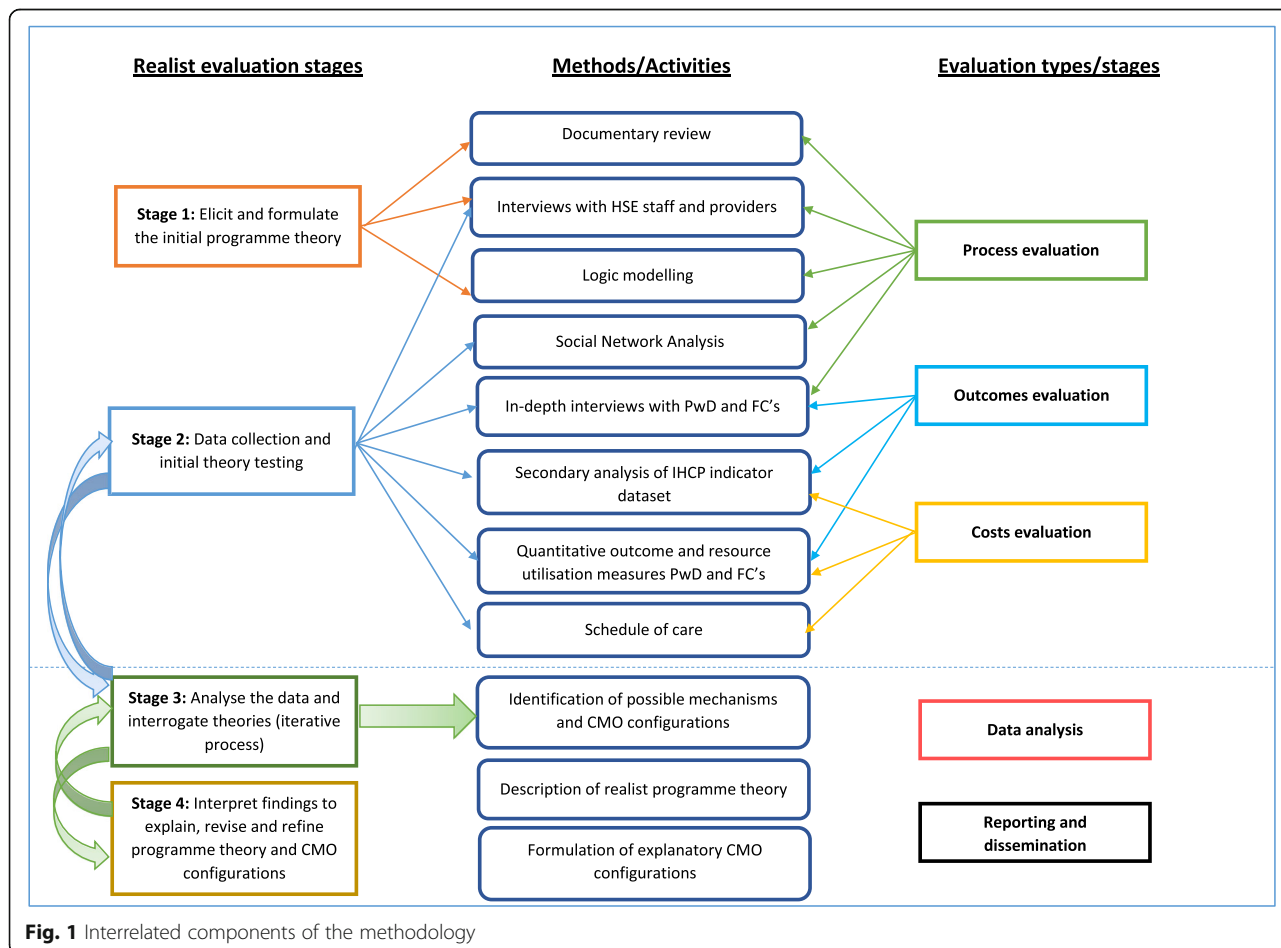 Realist evaluation stages
Methods/Activities
Evaluation types/stages
Documentary review
Stage 1: Elicit and formulate
the initial programme theory
Interviews with HSE staff and providers
Process evaluation
Logic modelling
Social Network Analysis
In-depth interviews with PwD and FC's
Outcomes evaluation
Stage 2: Data collection and
initial theory testing
Secondary analysis of IHCP indicator
dataset
Costs evaluation
Quantitative outcome and resource
utilisation measures PwD and FC's
Schedule of care
Stage 3: Analyse the data and
interrogate theories (iterative
process)
Identification of possible mechanisms
and CMO configurations
Data analysis
Description of realist programme theory
Stage 4: Interpret findings to
explain, revise and refine
programme theory and CMO
configurations
Formulation of explanatory CMO
configurations
Reporting and
dissemination
Fig. 1 Interrelated components of the methodology